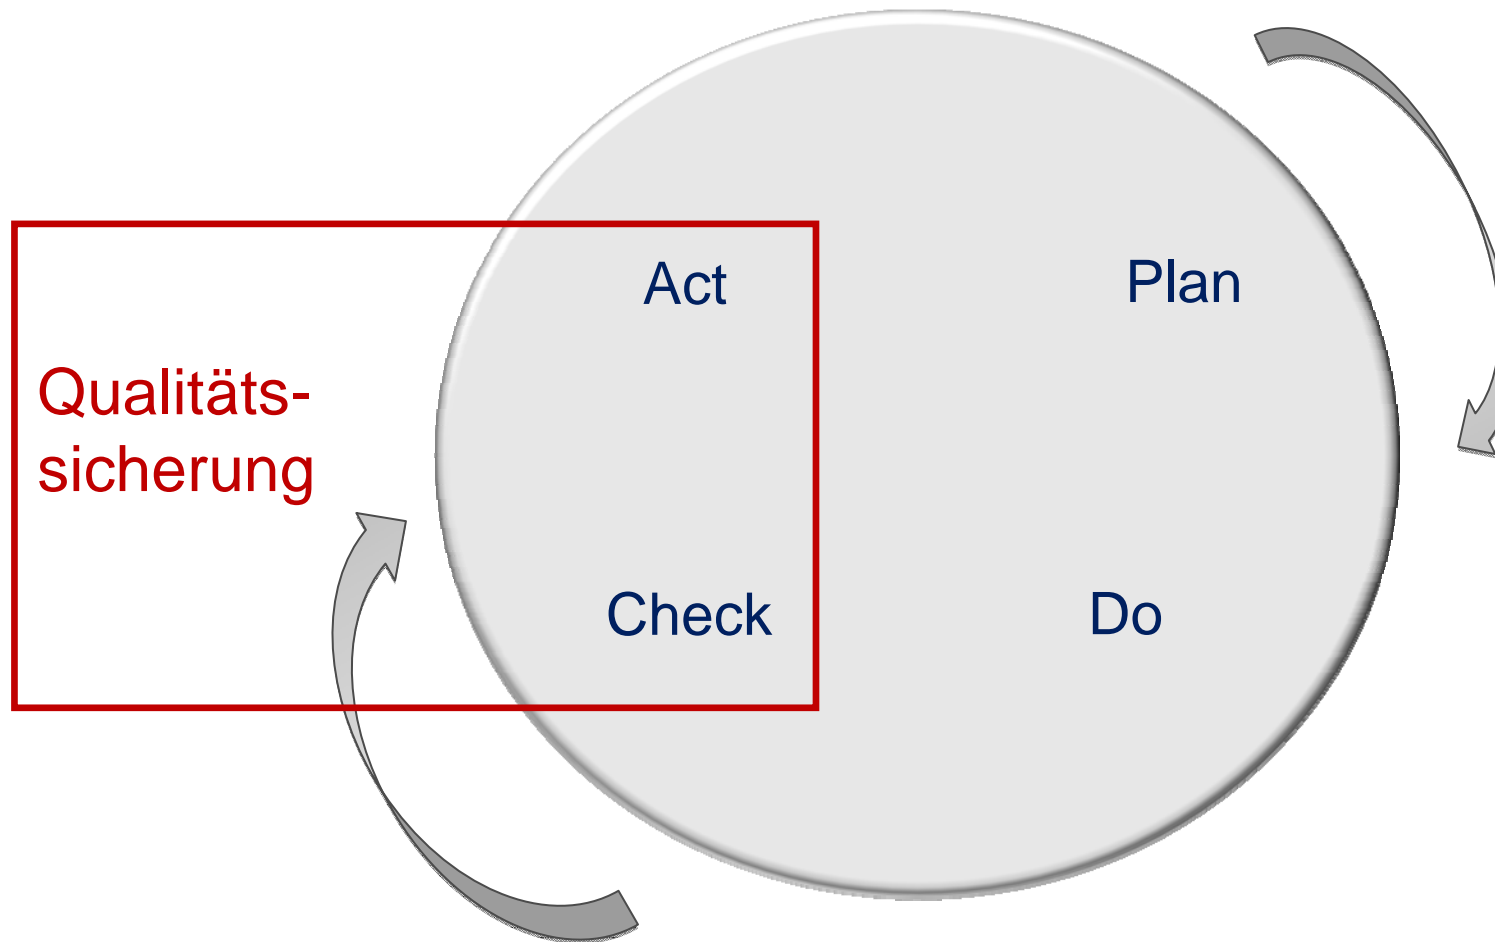 Act
Plan
Qualitäts-
sicherung
Check
Do